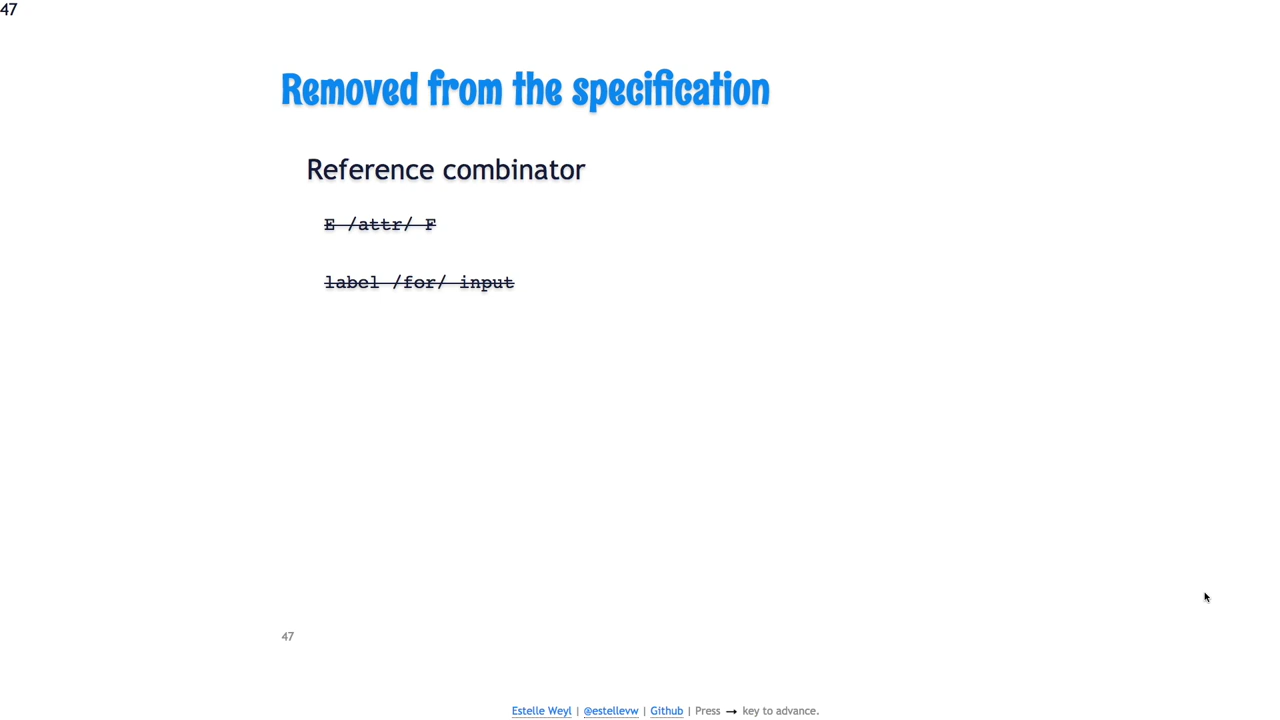 47
Removed from the specification
Reference combinator
E /attr/ F
label /for/ input
47
Estelle Weyl | @estellevw | Github | Press → key to advance.